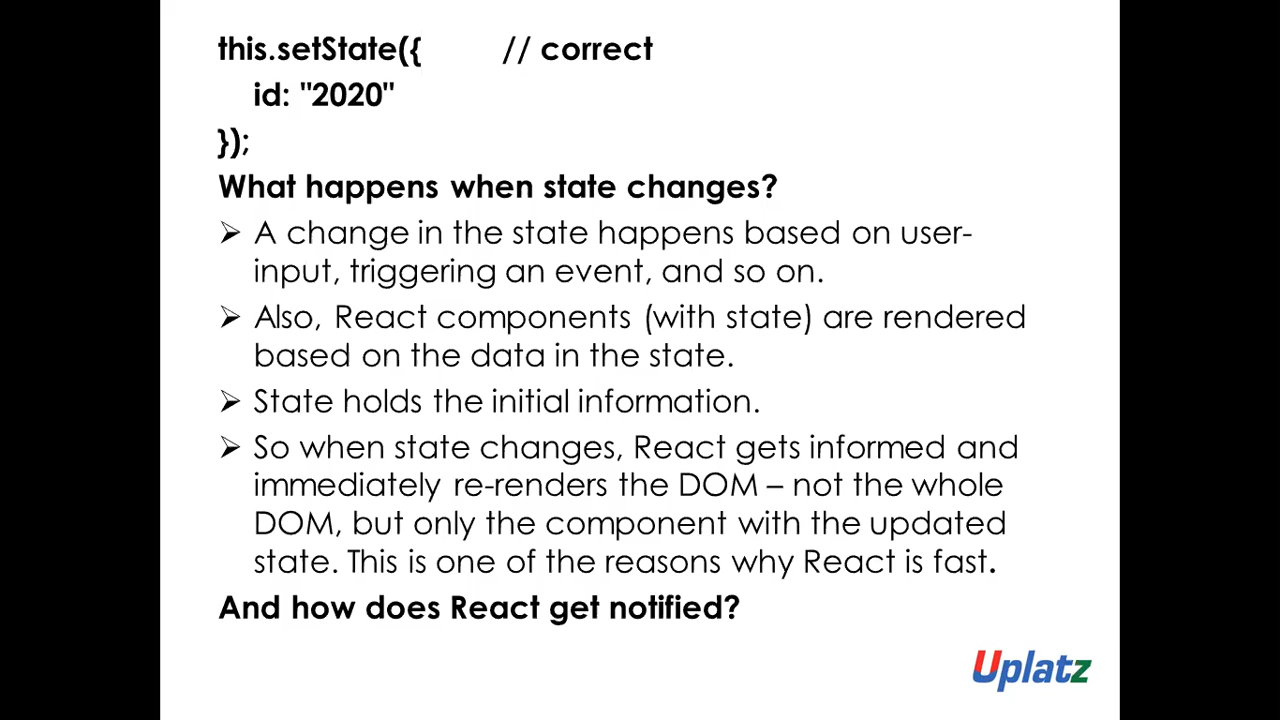 this.setState({ // correct
id: "2020"
});
What happens when state changes?
➢ A change in the state happens based on user-
input, triggering an event, and so on.
➢ Also, React components (with state) are rendered
based on the data in the state.
➢ State holds the initial information.
➢ So when state changes, React gets informed and
immediately re-renders the DOM – not the whole
DOM, but only the component with the updated
state. This is one of the reasons why React is fast.
And how does React get notified?
Uplatz